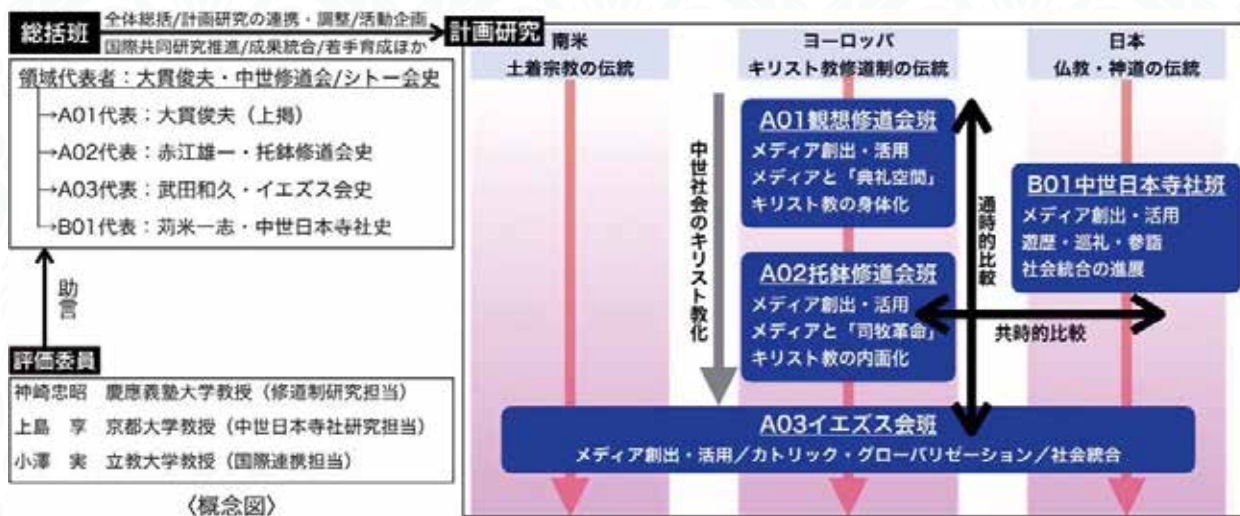 総括班
全体総括/計画研究の連携・調整/活動企画
国際共同研究推進/成果統合/若手育成ほか
領域代表者：大貫俊夫・中世修道会/シトー会史
→A01代表：大貫俊夫（上掲）
→A02代表：赤江雄一・托鉢修道会史
→A03代表：武田和久・イエズス会史
→B01代表：苅米一志・中世日本寺社史
助言
評価委員
神崎忠昭 慶應義塾大学教授（修道制研究担当）
上島 享 京都大学教授（中世日本寺社研究担当）
小澤 実 立教大学教授（国際連携担当）
〈概念図〉
計画研究
南米
土着宗教の伝統
ヨーロッパ
キリスト教修道制の伝統
日本
仏教・神道の伝統
中世社会のキリスト教化
A01観想修道会班
メディア創出・活用
メディアと「典礼空間」
キリスト教の身体化
A02托鉢修道会班
メディア創出・活用
メディアと「司牧革命」
キリスト教の内面化
通時的比較
共時的比較
B01中世日本寺社班
メディア創出・活用
遊歴・巡礼・参詣
社会統合の進展
A03イエズス会班
メディア創出・活用／カトリック・グローバリゼーション／社会統合